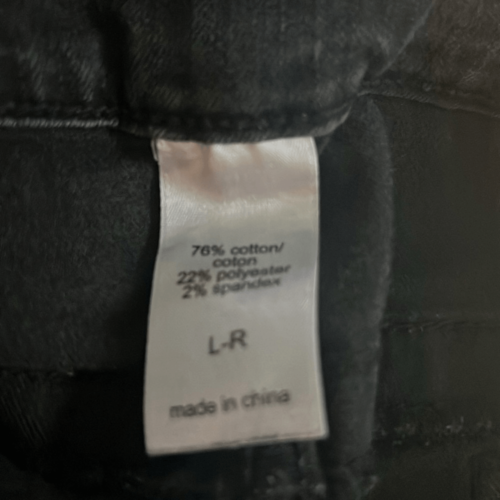 76% cotton/
coton
22% polyester
2% spandex
L-R
made in china